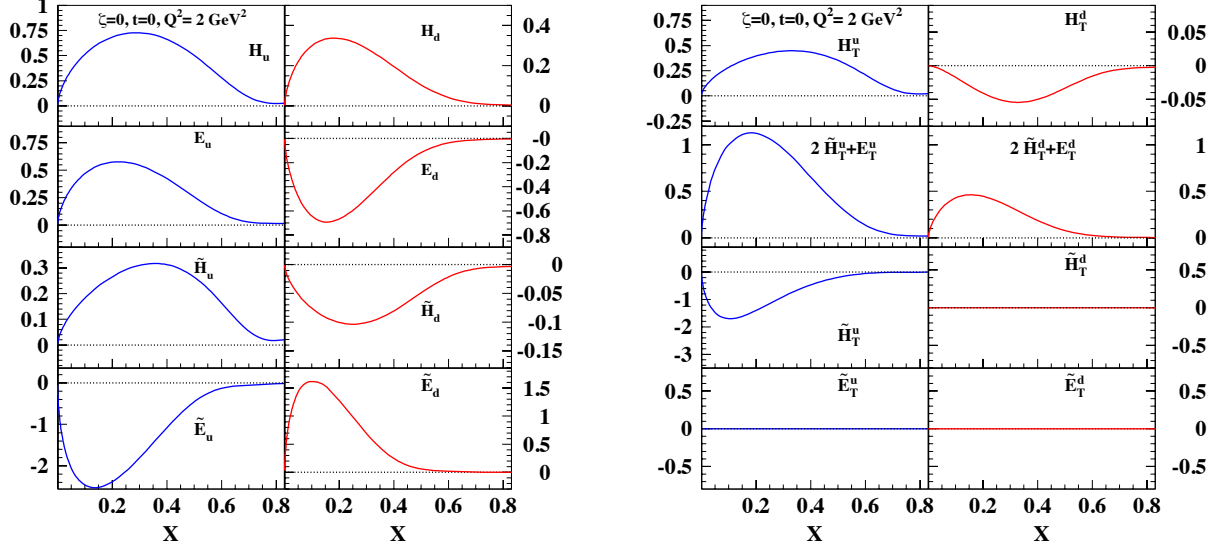 ζ=0, t=0, Q²= 2 GeV²
H_u
1
0.75
0.5
0.25
0
H_d
0.4
0.2
0
E_u
0.75
0.5
0.25
0
E_d
-0
-0.2
-0.4
-0.6
-0.8
H̃_u
0.3
0.2
0.1
0
H̃_d
0
-0.05
-0.1
-0.15
Ẽ_u
0
-1
-2
Ẽ_d
1.5
1
0.5
0
0.2 0.4 0.6 0.8
0.2 0.4 0.6 0.8
X
X
ζ=0, t=0, Q²= 2 GeV²
H_T^u
0.75
0.5
0.25
0
-0.25
H_T^d
0.05
0
-0.05
-0.1
2 H̃_T^u+E_T^u
1
0.5
0
2 H̃_T^d+E_T^d
1
0.5
0
H̃_T^u
0
-1
-2
-3
H̃_T^d
0.5
0
-0.5
Ẽ_T^u
0.5
0
-0.5
Ẽ_T^d
0.5
0
-0.5
0.2 0.4 0.6 0.8
0.2 0.4 0.6 0.8
X
X